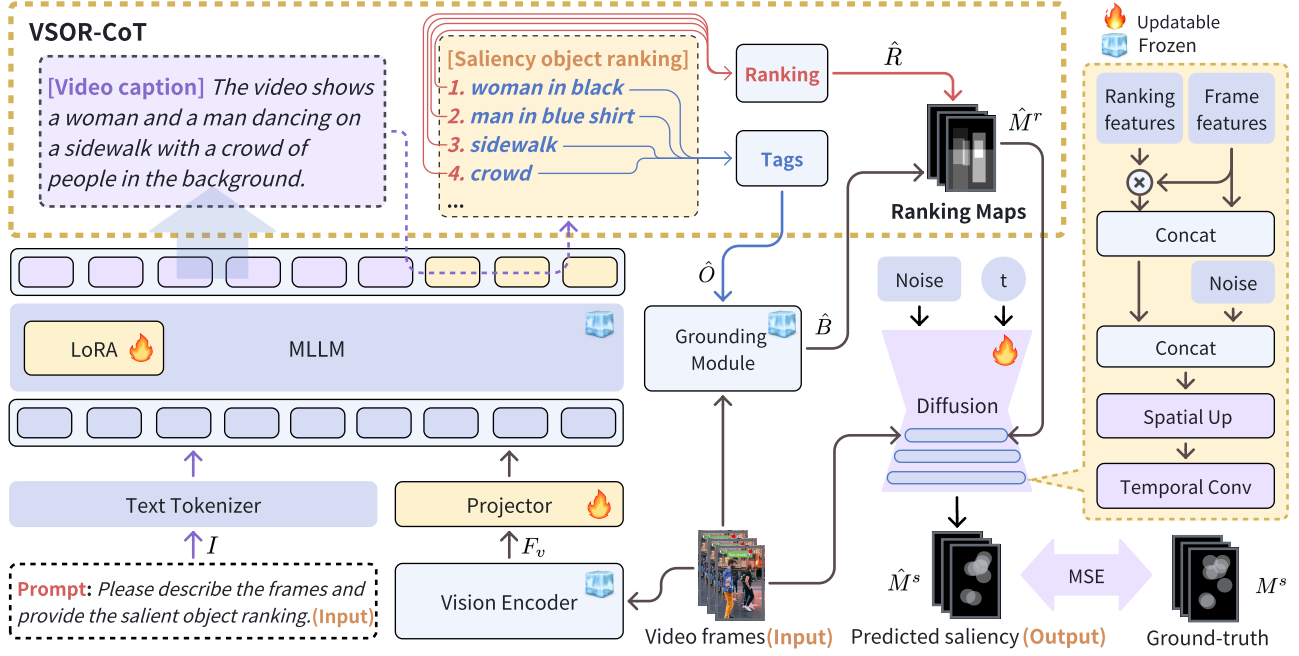 VSOR-CoT
[Video caption] The video shows
a woman and a man dancing on
a sidewalk with a crowd of
people in the background.
[Saliency object ranking]
1. woman in black
2. man in blue shirt
3. sidewalk
4. crowd
...
Ranking
Tags
R̂
M̂ʳ
Ranking Maps
Updatable
Frozen
Ranking
features
Frame
features
Concat
Noise
Concat
Spatial Up
Temporal Conv
Ô
Grounding
Module
B̂
Noise
t
Diffusion
LoRA
MLLM
Text Tokenizer
Projector
I
Fᵥ
Prompt: Please describe the frames and
provide the salient object ranking.(Input)
Vision Encoder
Video frames(Input)
M̂ˢ
Predicted saliency(Output)
MSE
Mˢ
Ground-truth